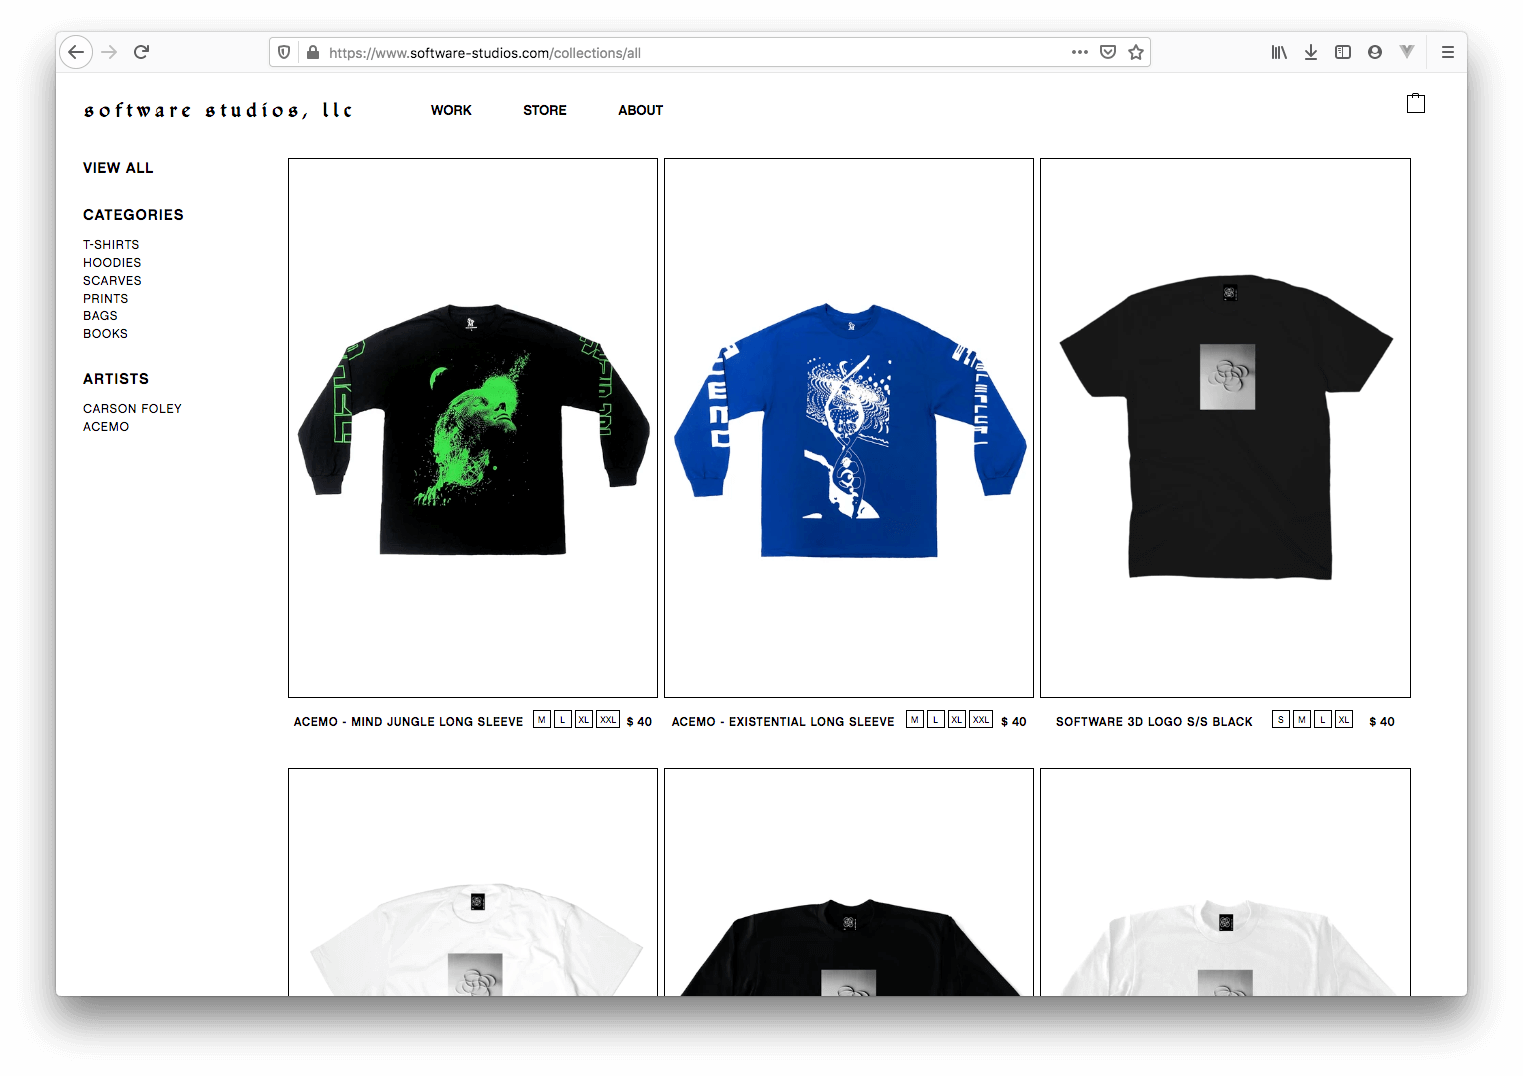 https://www.software-studios.com/collections/all
software studios, llc
WORK
STORE
ABOUT
VIEW ALL
CATEGORIES
T-SHIRTS
HOODIES
SCARVES
PRINTS
BAGS
BOOKS
ARTISTS
CARSON FOLEY
ACEMO
ACEMO - MIND JUNGLE LONG SLEEVE M L XL XXL $ 40
ACEMO - EXISTENTIAL LONG SLEEVE M L XL XXL $ 40
SOFTWARE 3D LOGO S/S BLACK S M L XL $ 40